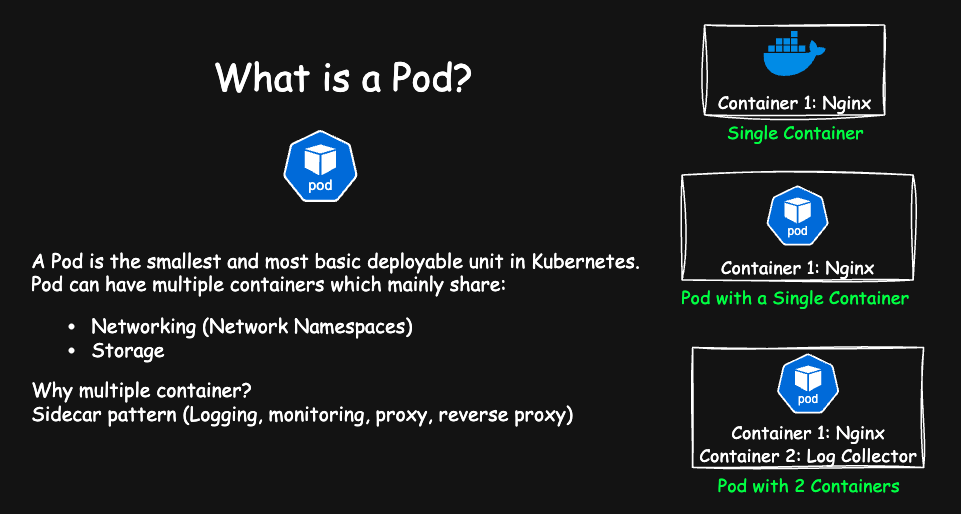 What is a Pod?
pod
A Pod is the smallest and most basic deployable unit in Kubernetes.
Pod can have multiple containers which mainly share:
• Networking (Network Namespaces)
• Storage
Why multiple container?
Sidecar pattern (Logging, monitoring, proxy, reverse proxy)
Container 1: Nginx
Single Container
pod
Container 1: Nginx
Pod with a Single Container
pod
Container 1: Nginx
Container 2: Log Collector
Pod with 2 Containers